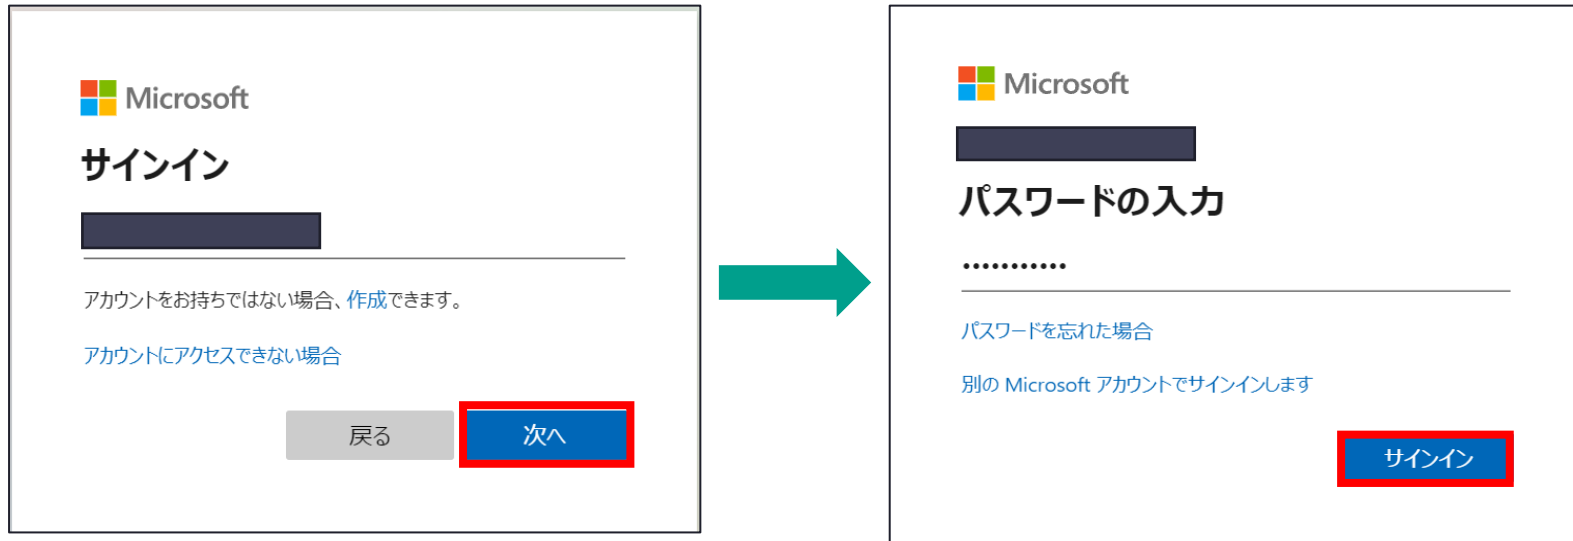 Microsoft
サインイン
アカウントをお持ちではない場合、作成できます。
アカウントにアクセスできない場合
戻る
次へ
Microsoft
パスワードの入力
•••••••••••
パスワードを忘れた場合
別の Microsoft アカウントでサインインします
サインイン